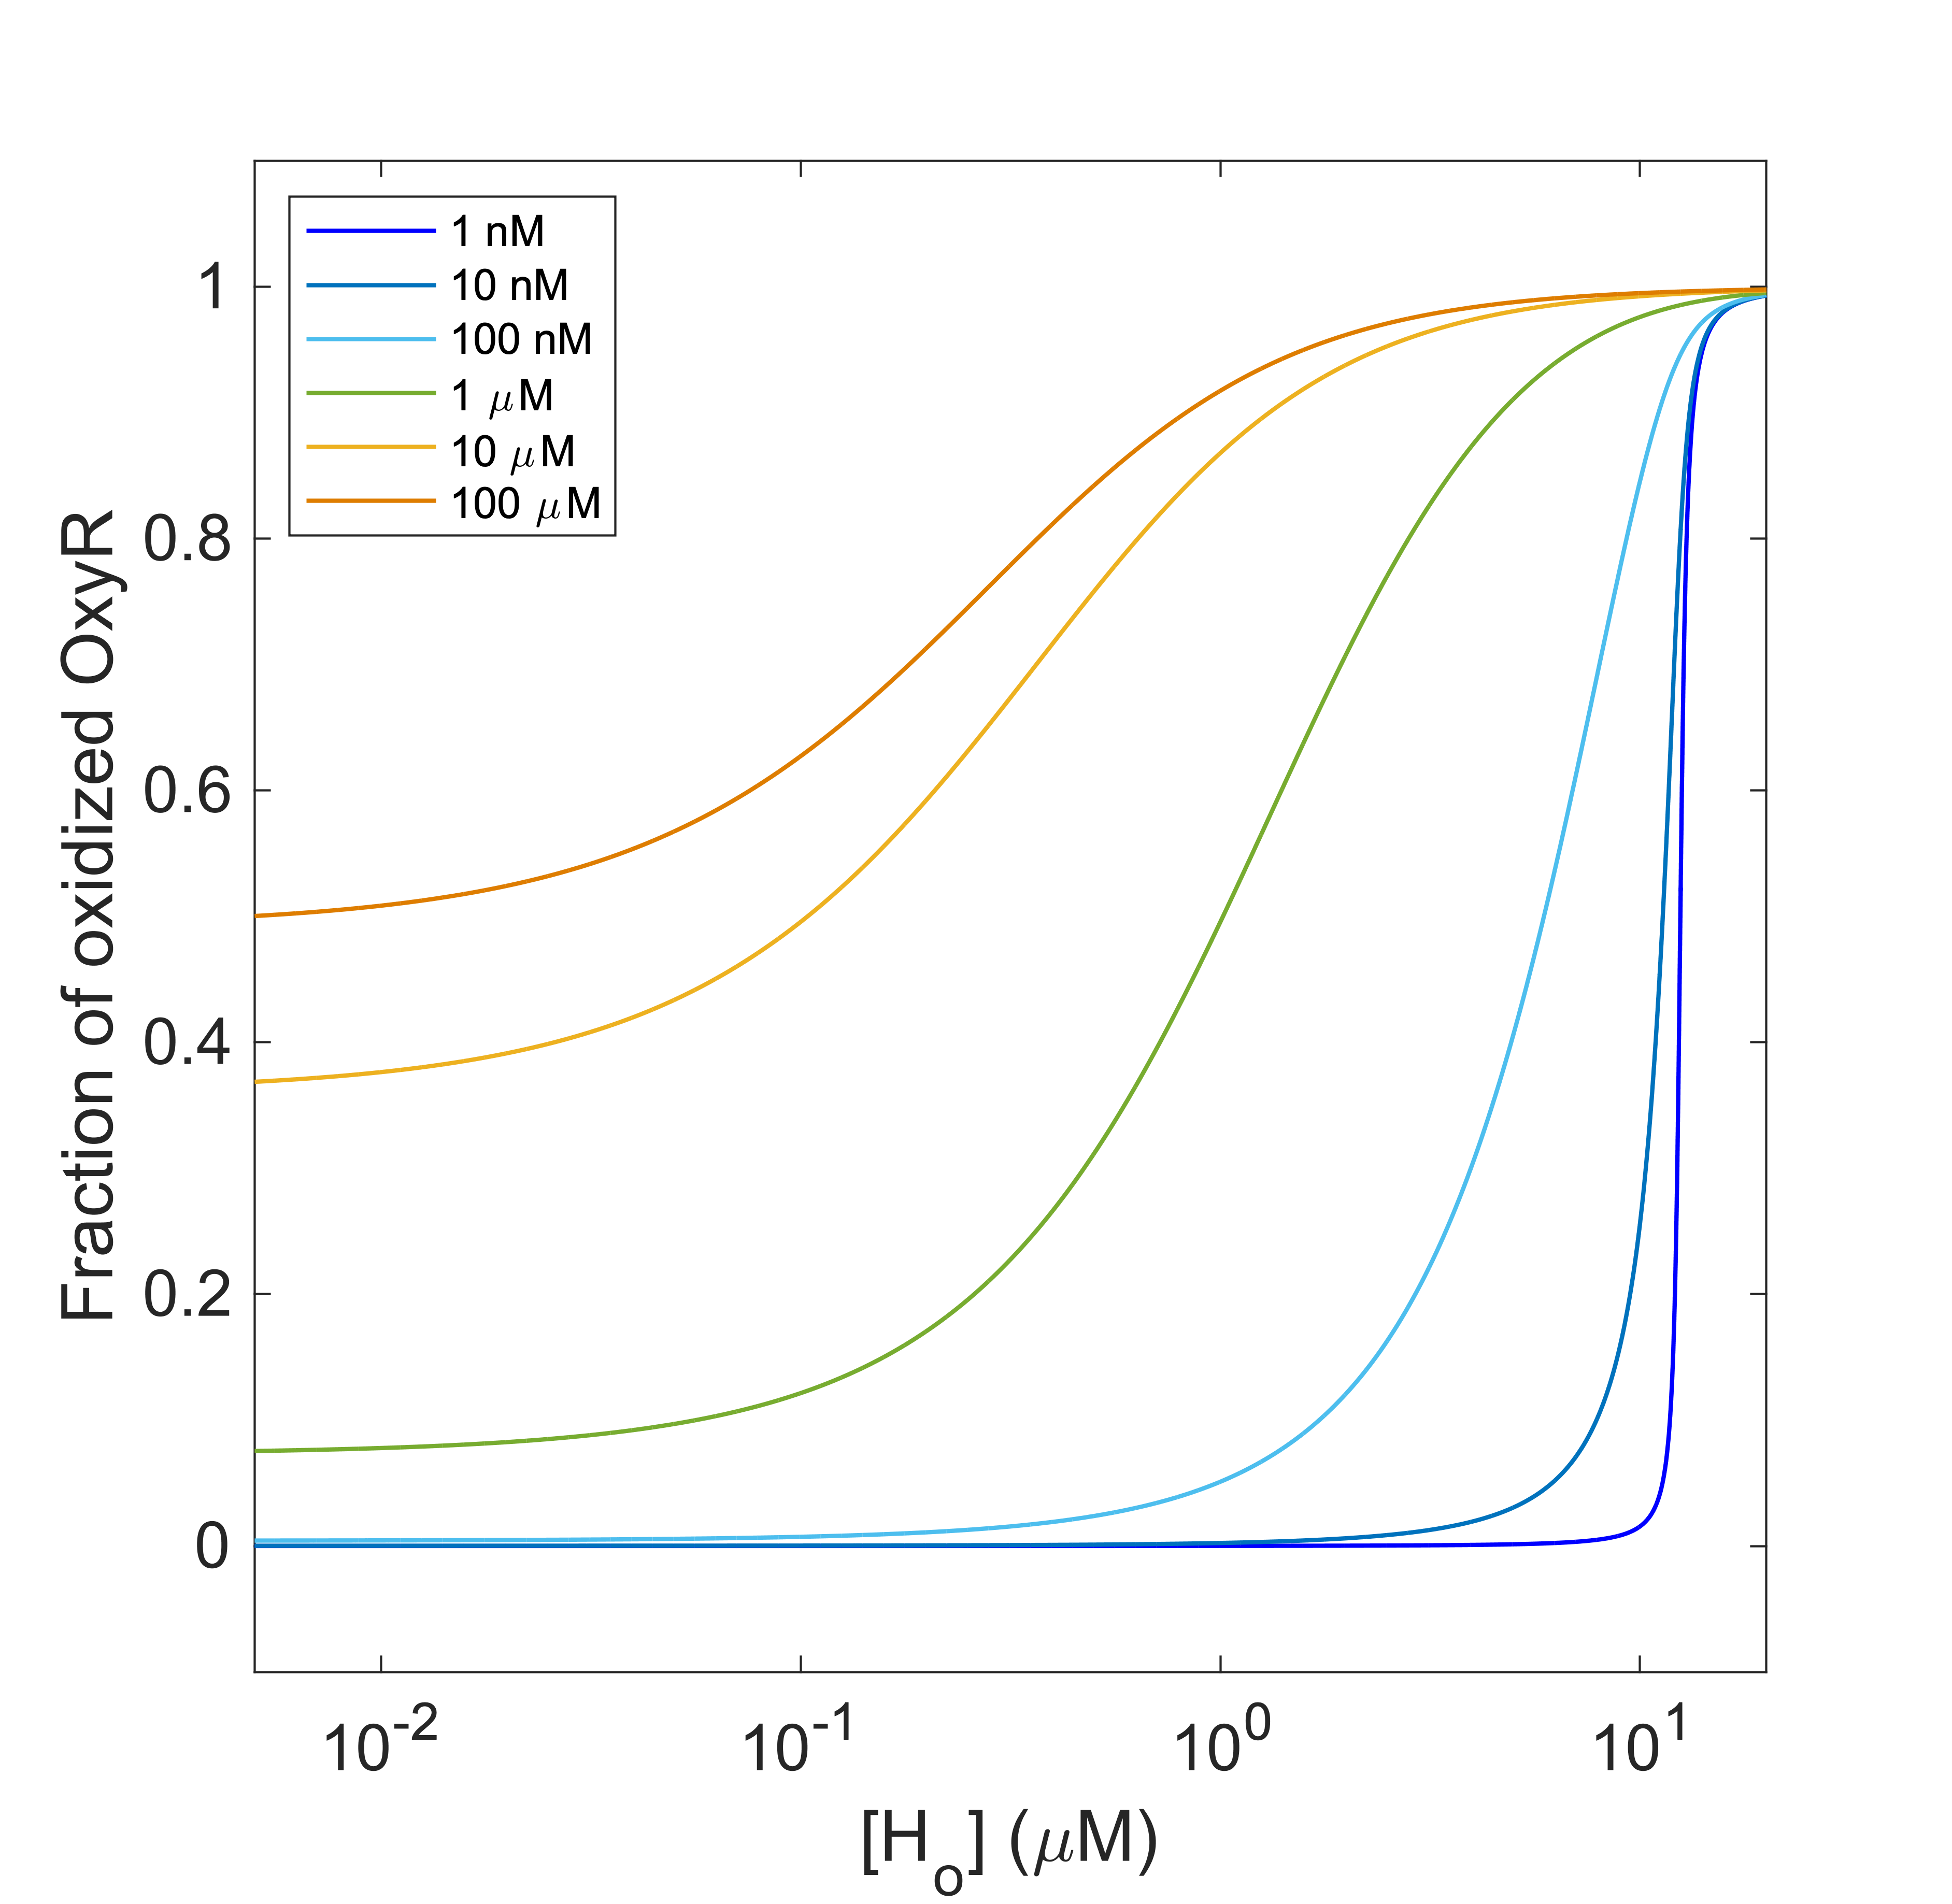 1 nM
10 nM
100 nM
1 μM
10 μM
100 μM
1
0.8
0.6
0.4
0.2
0
Fraction of oxidized OxyR
10⁻² 10⁻¹ 10⁰ 10¹
[Hₒ] (μM)